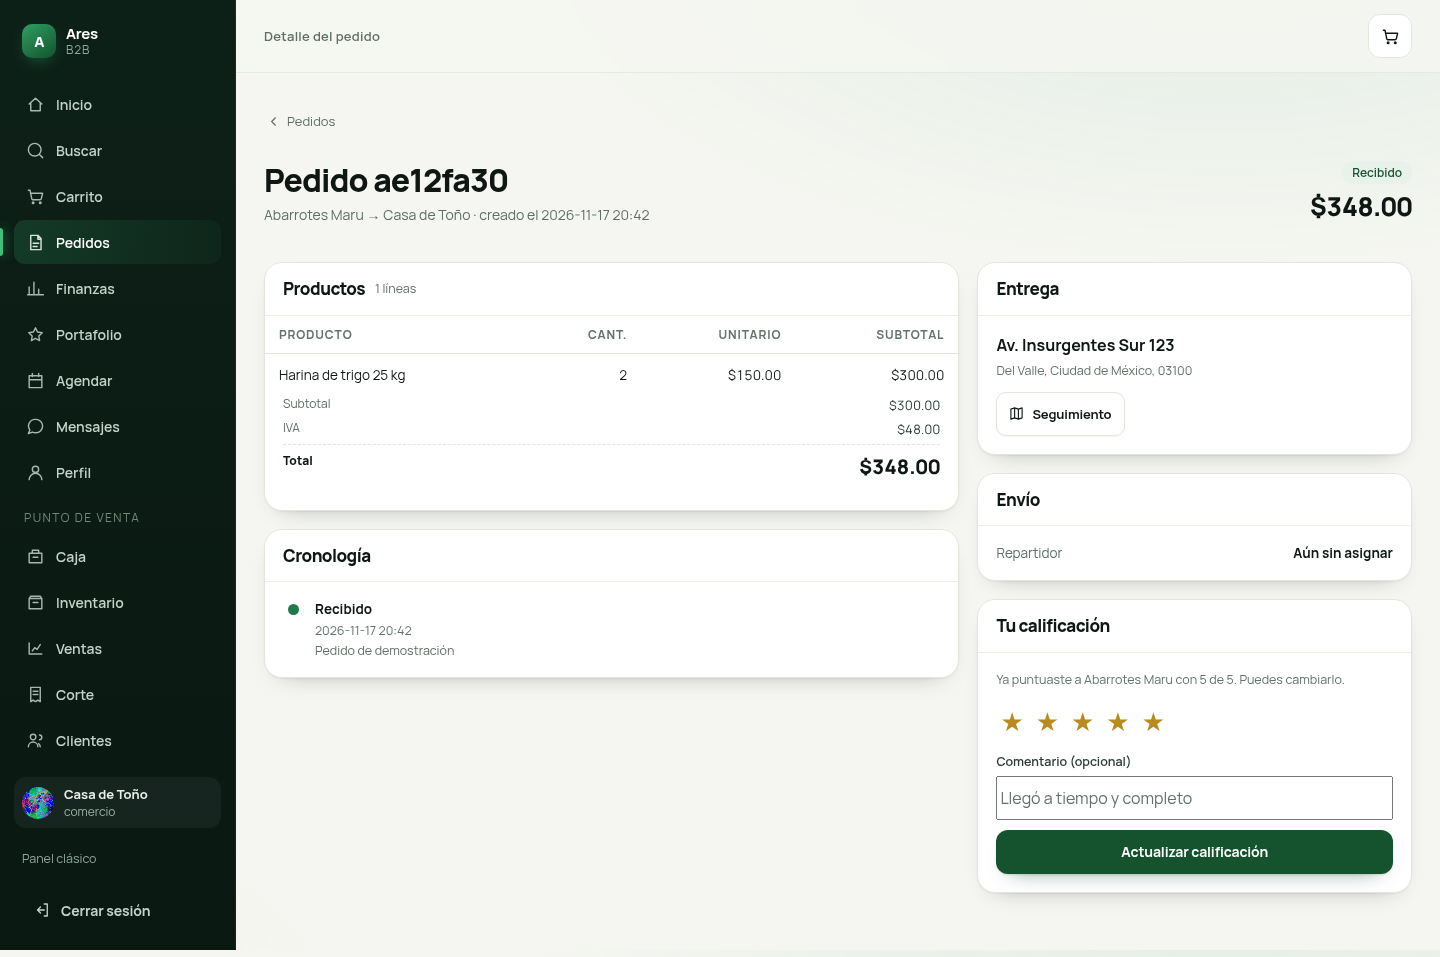 A
Ares
B2B
Inicio
Buscar
Carrito
Pedidos
Finanzas
Portafolio
Agendar
Mensajes
Perfil
PUNTO DE VENTA
Caja
Inventario
Ventas
Corte
Clientes
Casa de Toño
comercio
Panel clásico
Cerrar sesión
Detalle del pedido
Pedidos
Pedido ae12fa30
Abarrotes Maru → Casa de Toño · creado el 2026-11-17 20:42
Recibido
$348.00
Productos 1 líneas
PRODUCTO CANT. UNITARIO SUBTOTAL
Harina de trigo 25 kg 2 $150.00 $300.00
Subtotal $300.00
IVA $48.00
Total $348.00
Cronología
Recibido
2026-11-17 20:42
Pedido de demostración
Entrega
Av. Insurgentes Sur 123
Del Valle, Ciudad de México, 03100
Seguimiento
Envío
Repartidor Aún sin asignar
Tu calificación
Ya puntuaste a Abarrotes Maru con 5 de 5. Puedes cambiarlo.
★ ★ ★ ★ ★
Comentario (opcional)
Llegó a tiempo y completo
Actualizar calificación